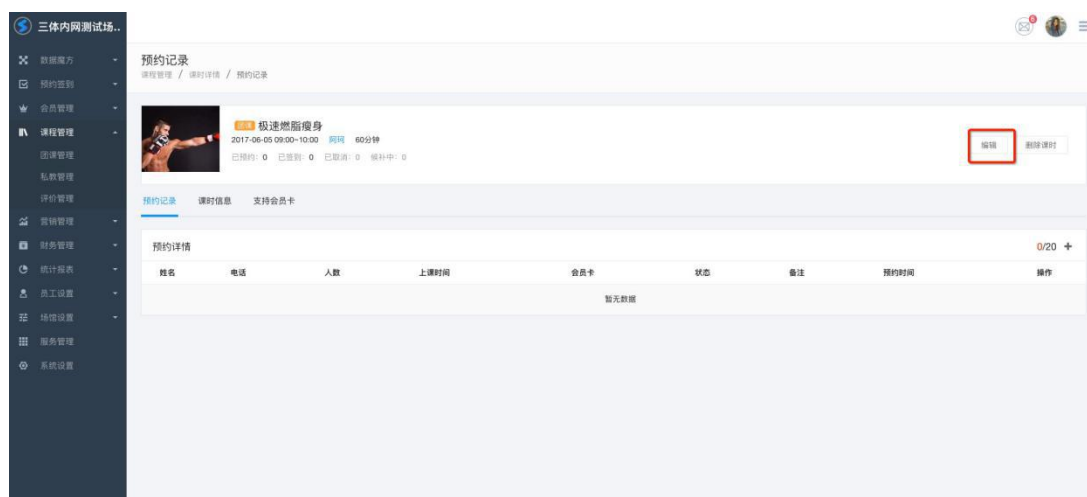 三体内网测试场..
6
数据魔方
预约签到
会员管理
课程管理
团课管理
私教管理
评价管理
营销管理
财务管理
统计报表
员工设置
场馆设置
服务管理
系统设置
预约记录
课程管理 / 课时详情 / 预约记录
团课 极速燃脂瘦身
2017-06-05 09:00~10:00 阿珂 60分钟
已预约: 0 已签到: 0 已取消: 0 候补中: 0
编辑 删除课时
预约记录 课时信息 支持会员卡
预约详情 0/20 +
姓名 电话 人数 上课时间 会员卡 状态 备注 预约时间 操作
暂无数据